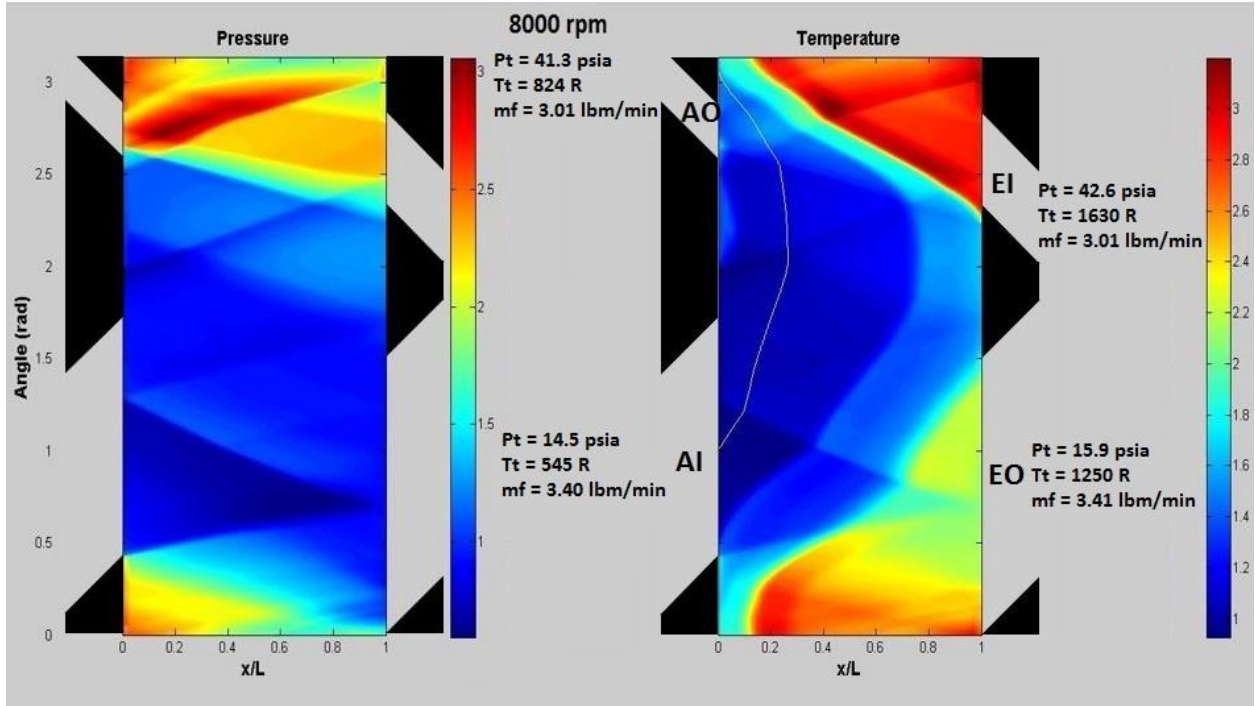 8000 rpm
Pressure
Temperature
Pt = 41.3 psia
Tt = 824 R
mf = 3.01 lbm/min
AO
EI
Pt = 42.6 psia
Tt = 1630 R
mf = 3.01 lbm/min
Pt = 14.5 psia
Tt = 545 R
mf = 3.40 lbm/min
AI
EO
Pt = 15.9 psia
Tt = 1250 R
mf = 3.41 lbm/min
Angle (rad)
3
2.5
2
1.5
1
0.5
0
0 0.2 0.4 0.6 0.8 1
x/L
3
2.5
2
1.5
1
0 0.2 0.4 0.6 0.8 1
x/L
3
2.8
2.6
2.4
2.2
2
1.8
1.6
1.4
1.2
1